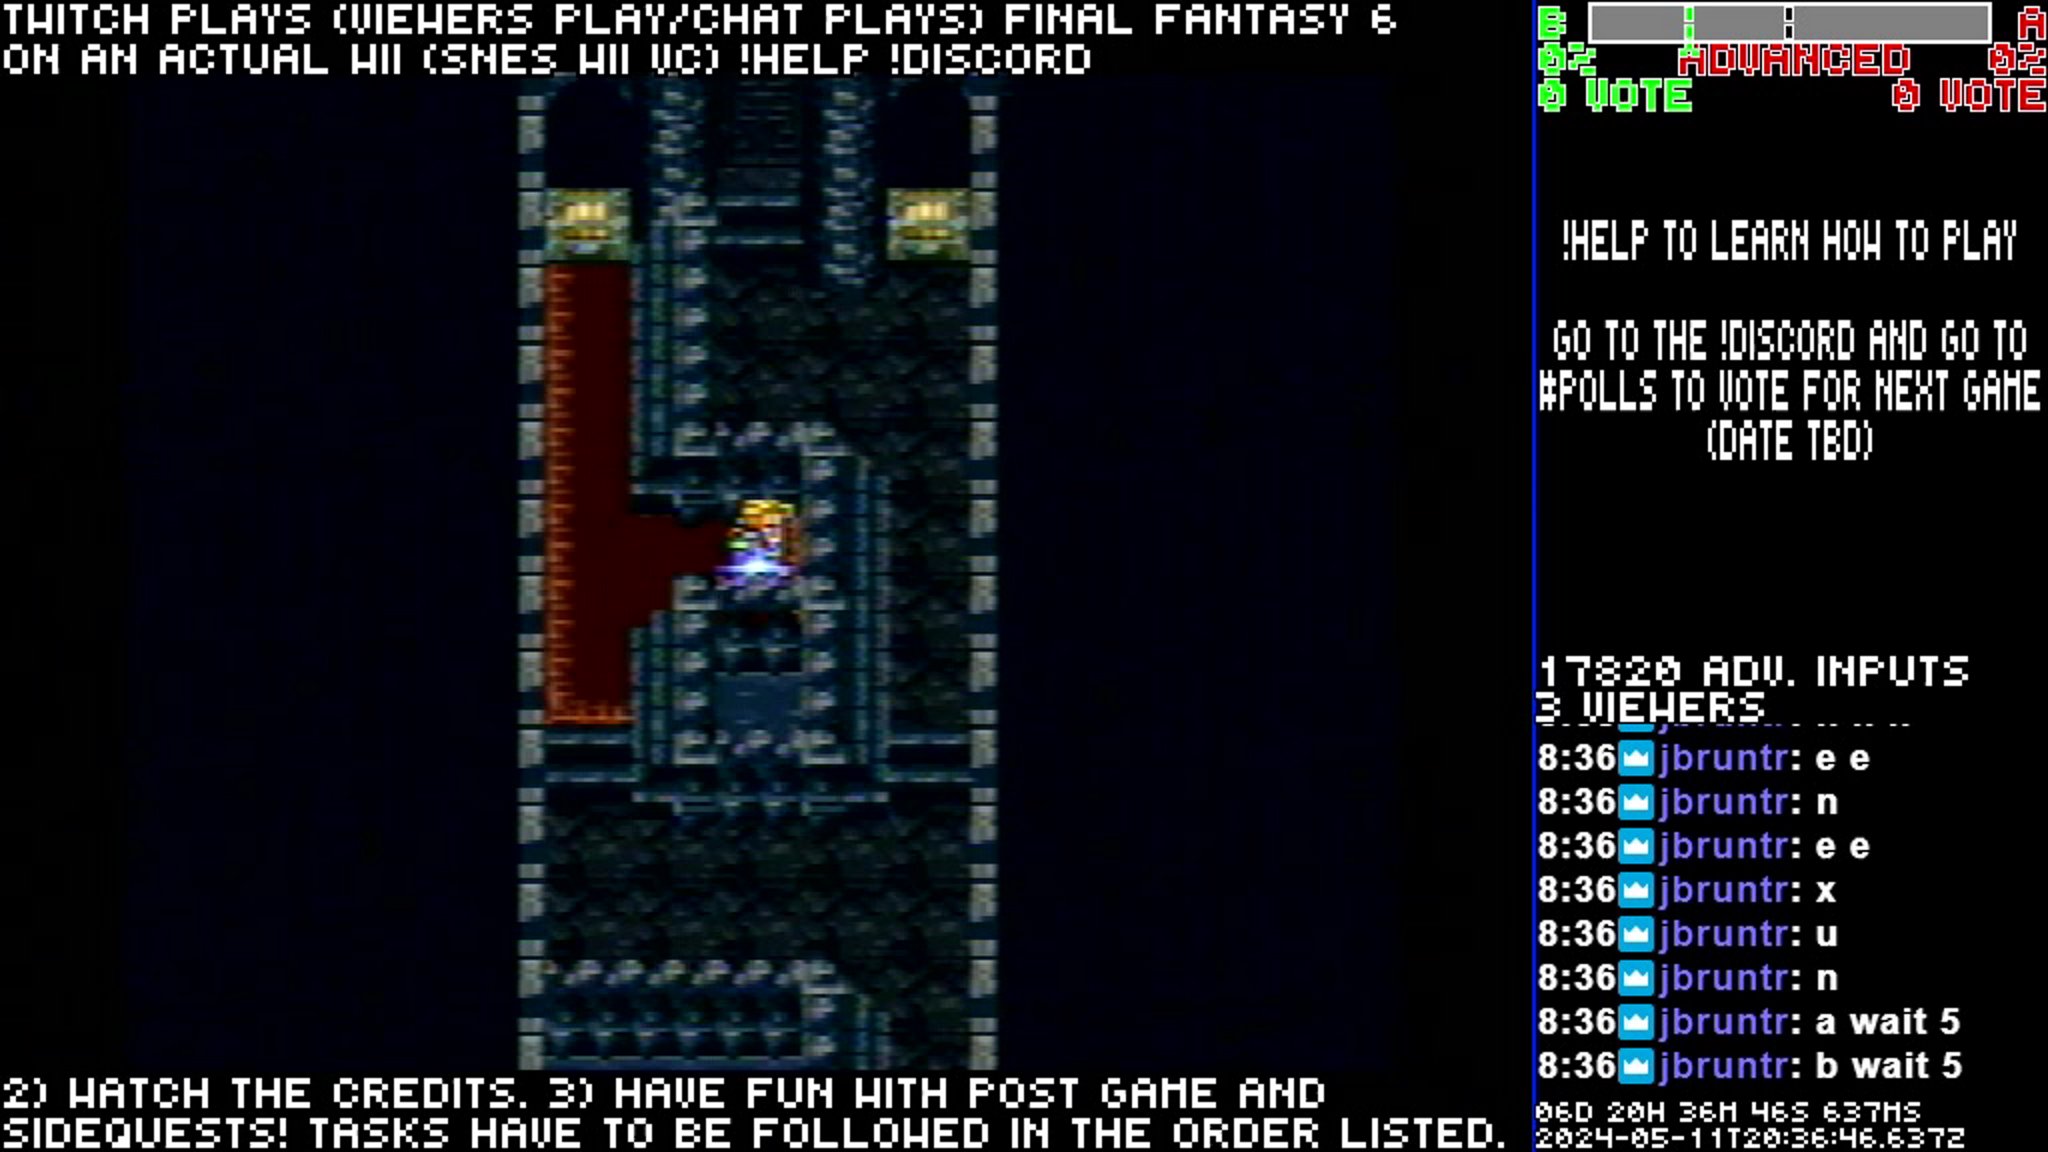 TWITCH PLAYS (VIEWERS PLAY/CHAT PLAYS) FINAL FANTASY 6
ON AN ACTUAL WII (SNES WII VC) !HELP !DISCORD
B A
0% ADVANCED 0%
0 VOTE 0 VOTE
!HELP TO LEARN HOW TO PLAY
GO TO THE !DISCORD AND GO TO
#POLLS TO VOTE FOR NEXT GAME
(DATE TBD)
17820 ADV. INPUTS
3 VIEWERS
8:36 jbruntr: e e
8:36 jbruntr: n
8:36 jbruntr: e e
8:36 jbruntr: x
8:36 jbruntr: u
8:36 jbruntr: n
8:36 jbruntr: a wait 5
8:36 jbruntr: b wait 5
2) WATCH THE CREDITS. 3) HAVE FUN WITH POST GAME AND
SIDEQUESTS! TASKS HAVE TO BE FOLLOWED IN THE ORDER LISTED.
06D 20H 36M 46S 637MS
2024-05-11T20:36:46.637Z